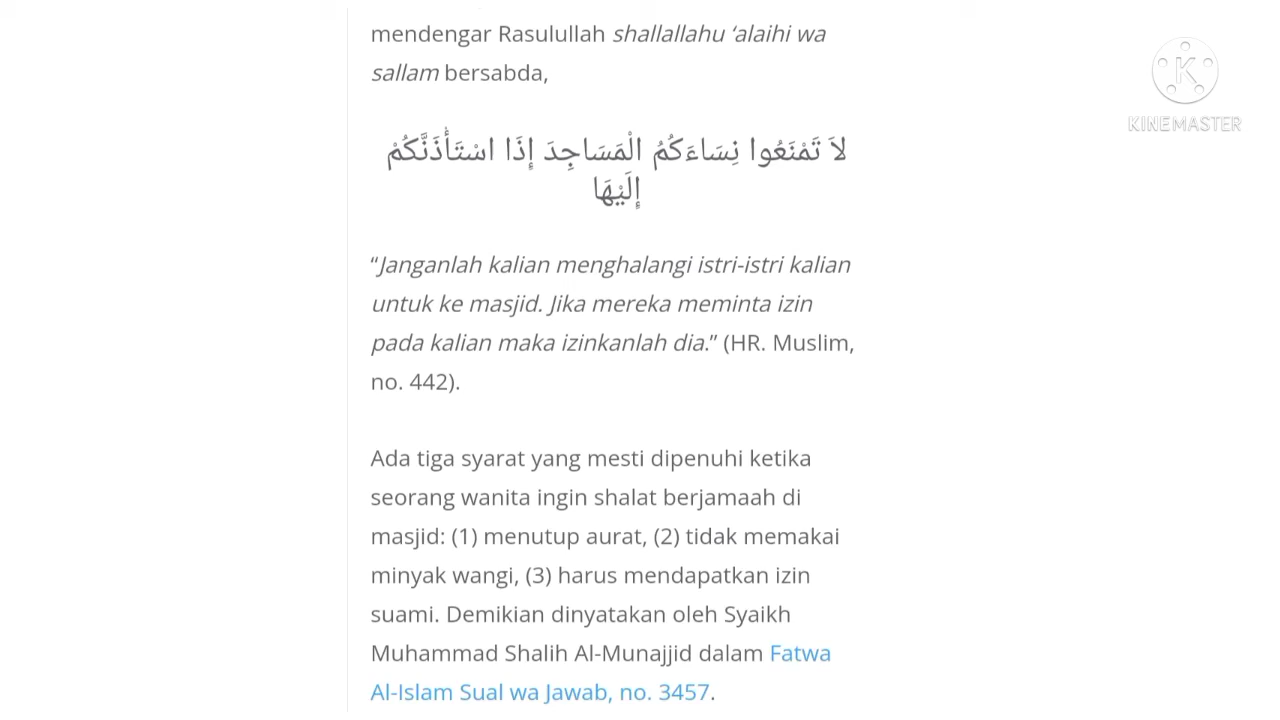 mendengar Rasulullah shallallahu ‘alaihi wa
sallam bersabda,
لاَ تَمْنَعُوا نِسَاءَكُمُ الْمَسَاجِدَ إِذَا اسْتَأْذَنَّكُمْ
إِلَيْهَا
“Janganlah kalian menghalangi istri-istri kalian
untuk ke masjid. Jika mereka meminta izin
pada kalian maka izinkanlah dia.” (HR. Muslim,
no. 442).
Ada tiga syarat yang mesti dipenuhi ketika
seorang wanita ingin shalat berjamaah di
masjid: (1) menutup aurat, (2) tidak memakai
minyak wangi, (3) harus mendapatkan izin
suami. Demikian dinyatakan oleh Syaikh
Muhammad Shalih Al-Munajjid dalam Fatwa
Al-Islam Sual wa Jawab, no. 3457.
K
KINEMASTER